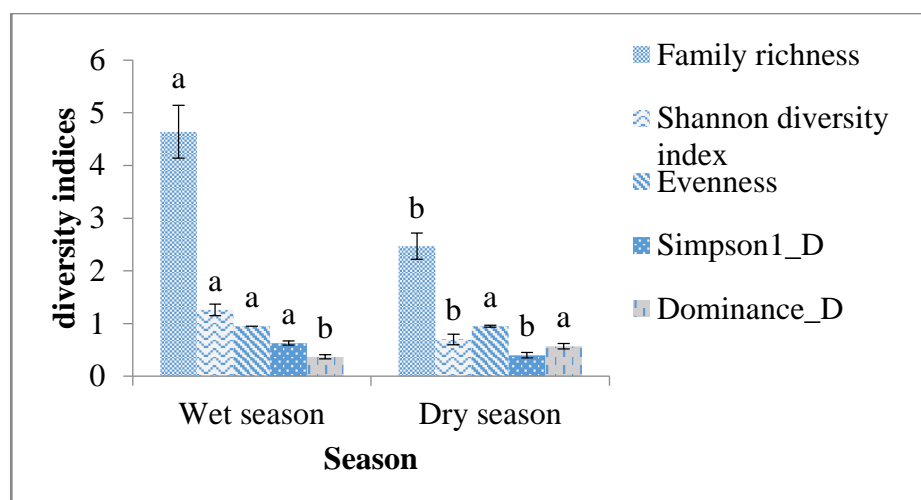 diversity indices
6
5
4
3
2
1
0
a
a
a
a
b
b
b
a
b
a
Wet season
Dry season
Season
Family richness
Shannon diversity
index
Evenness
Simpson1_D
Dominance_D